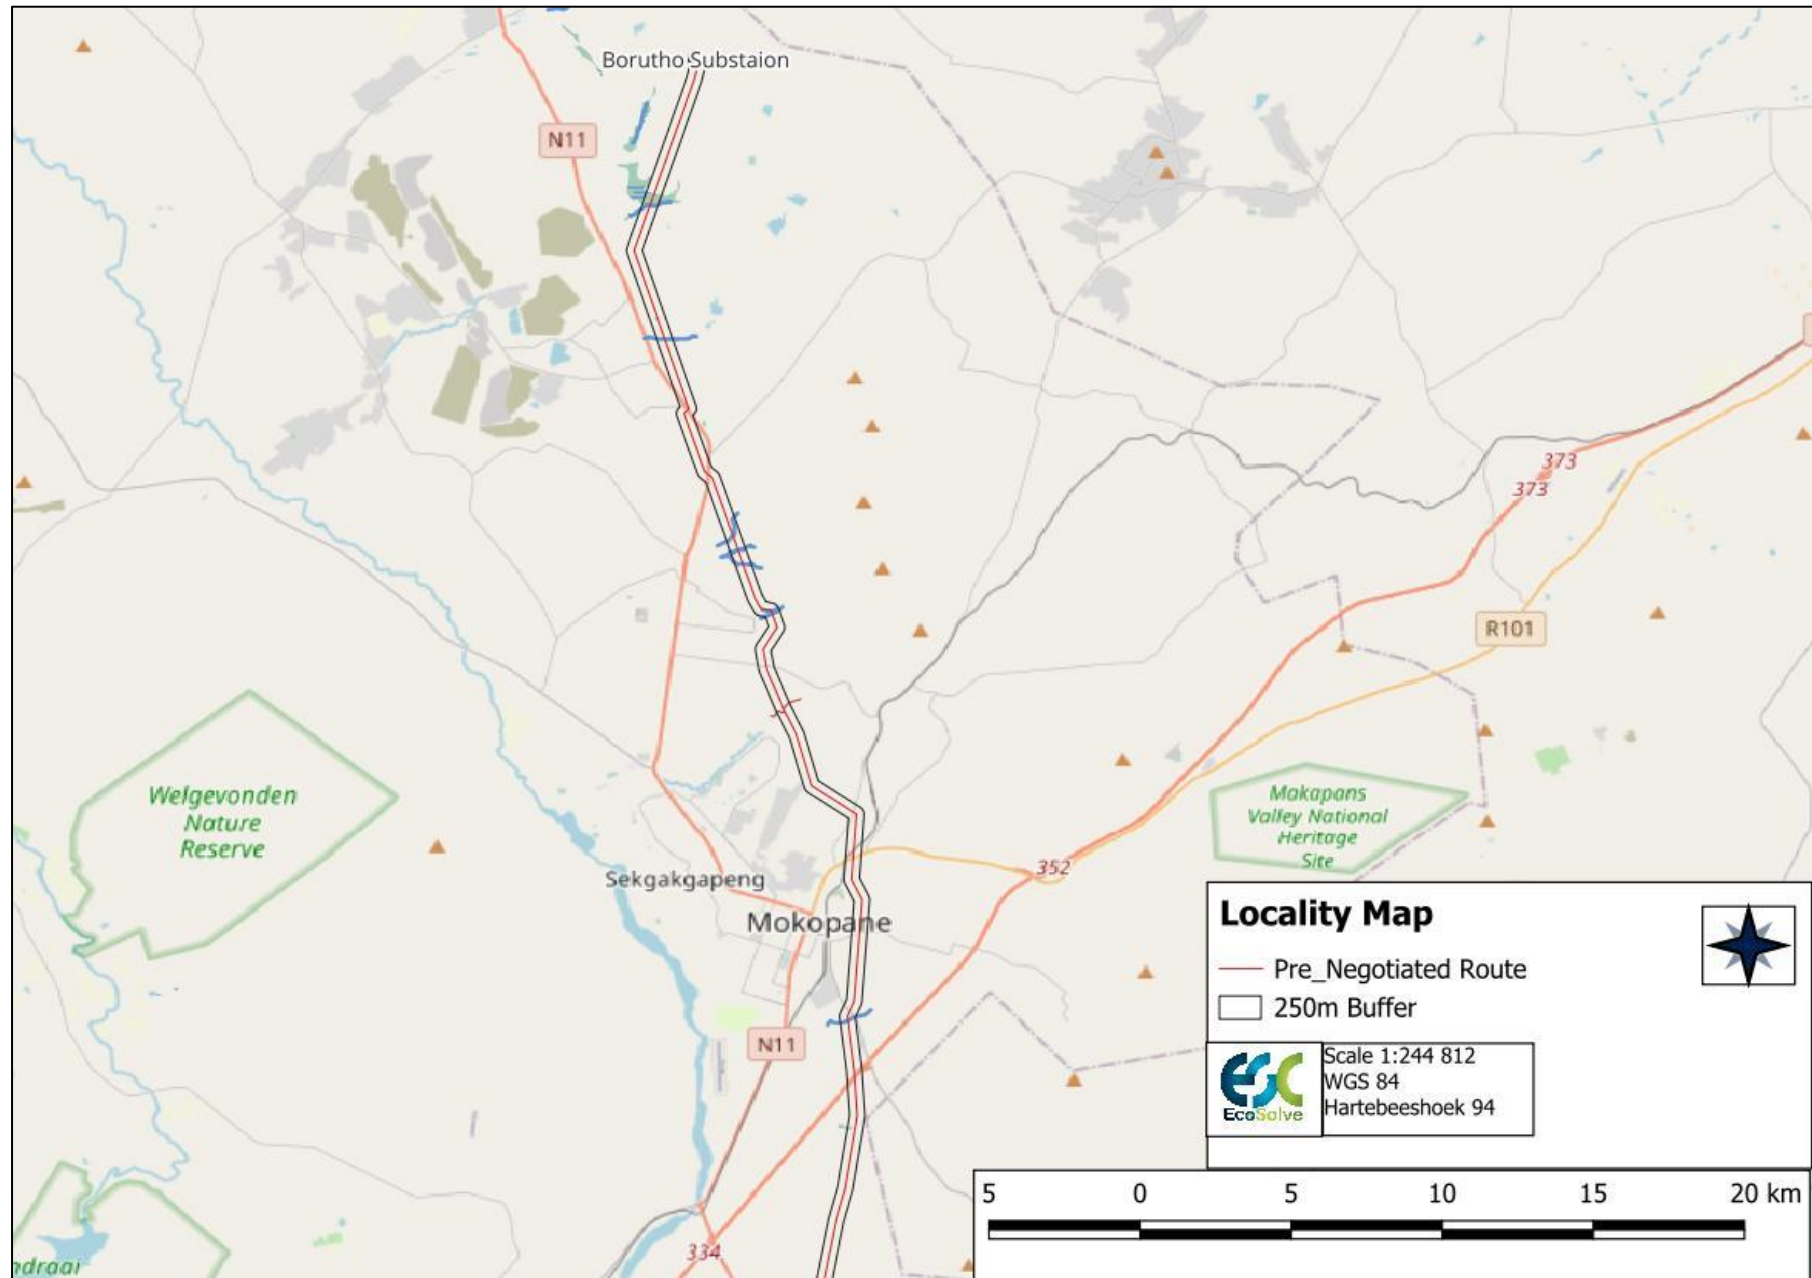 Borutho Substaion
N11
373
373
R101
Welgevonden
Nature
Reserve
Makapans
Valley National
Heritage
Site
352
Sekgakgapeng
Mokopane
N11
334
ndraai
Locality Map
Pre_Negotiated Route
250m Buffer
ESC
EcoSolve
Scale 1:244 812
WGS 84
Hartebeeshoek 94
5 0 5 10 15 20 km